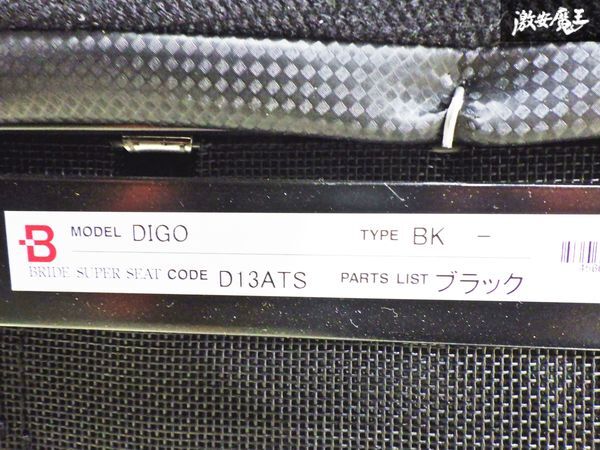 激安魔王
MODEL DIGO TYPE BK -
BRIDE SUPER SEAT CODE D13ATS PARTS LIST ブラック